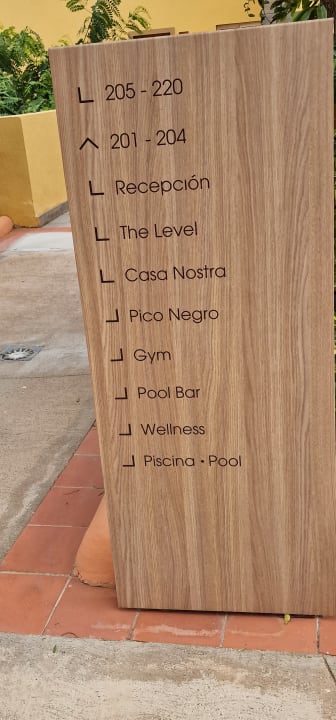 205 - 220
201 - 204
Recepción
The Level
Casa Nostra
Pico Negro
Gym
Pool Bar
Wellness
Piscina • Pool